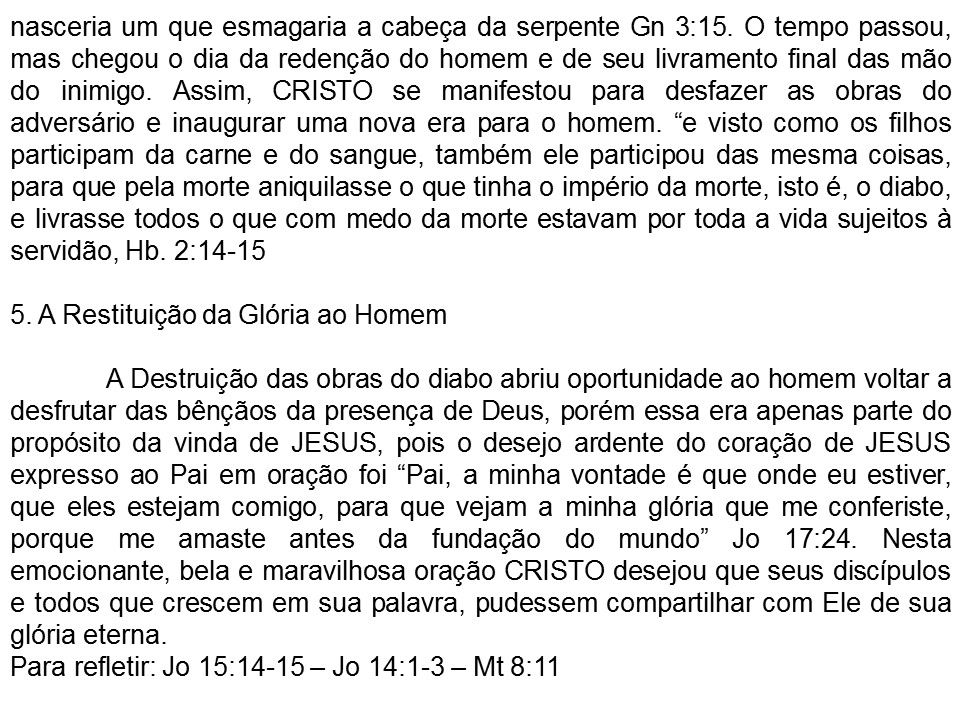 nasceria um que esmagaria a cabeça da serpente Gn 3:15. O tempo passou,
mas chegou o dia da redenção do homem e de seu livramento final das mão
do inimigo. Assim, CRISTO se manifestou para desfazer as obras do
adversário e inaugurar uma nova era para o homem. “e visto como os filhos
participam da carne e do sangue, também ele participou das mesma coisas,
para que pela morte aniquilasse o que tinha o império da morte, isto é, o diabo,
e livrasse todos o que com medo da morte estavam por toda a vida sujeitos à
servidão, Hb. 2:14-15
5. A Restituição da Glória ao Homem
A Destruição das obras do diabo abriu oportunidade ao homem voltar a
desfrutar das bênçãos da presença de Deus, porém essa era apenas parte do
propósito da vinda de JESUS, pois o desejo ardente do coração de JESUS
expresso ao Pai em oração foi “Pai, a minha vontade é que onde eu estiver,
que eles estejam comigo, para que vejam a minha glória que me conferiste,
porque me amaste antes da fundação do mundo” Jo 17:24. Nesta
emocionante, bela e maravilhosa oração CRISTO desejou que seus discípulos
e todos que crescem em sua palavra, pudessem compartilhar com Ele de sua
glória eterna.
Para refletir: Jo 15:14-15 – Jo 14:1-3 – Mt 8:11